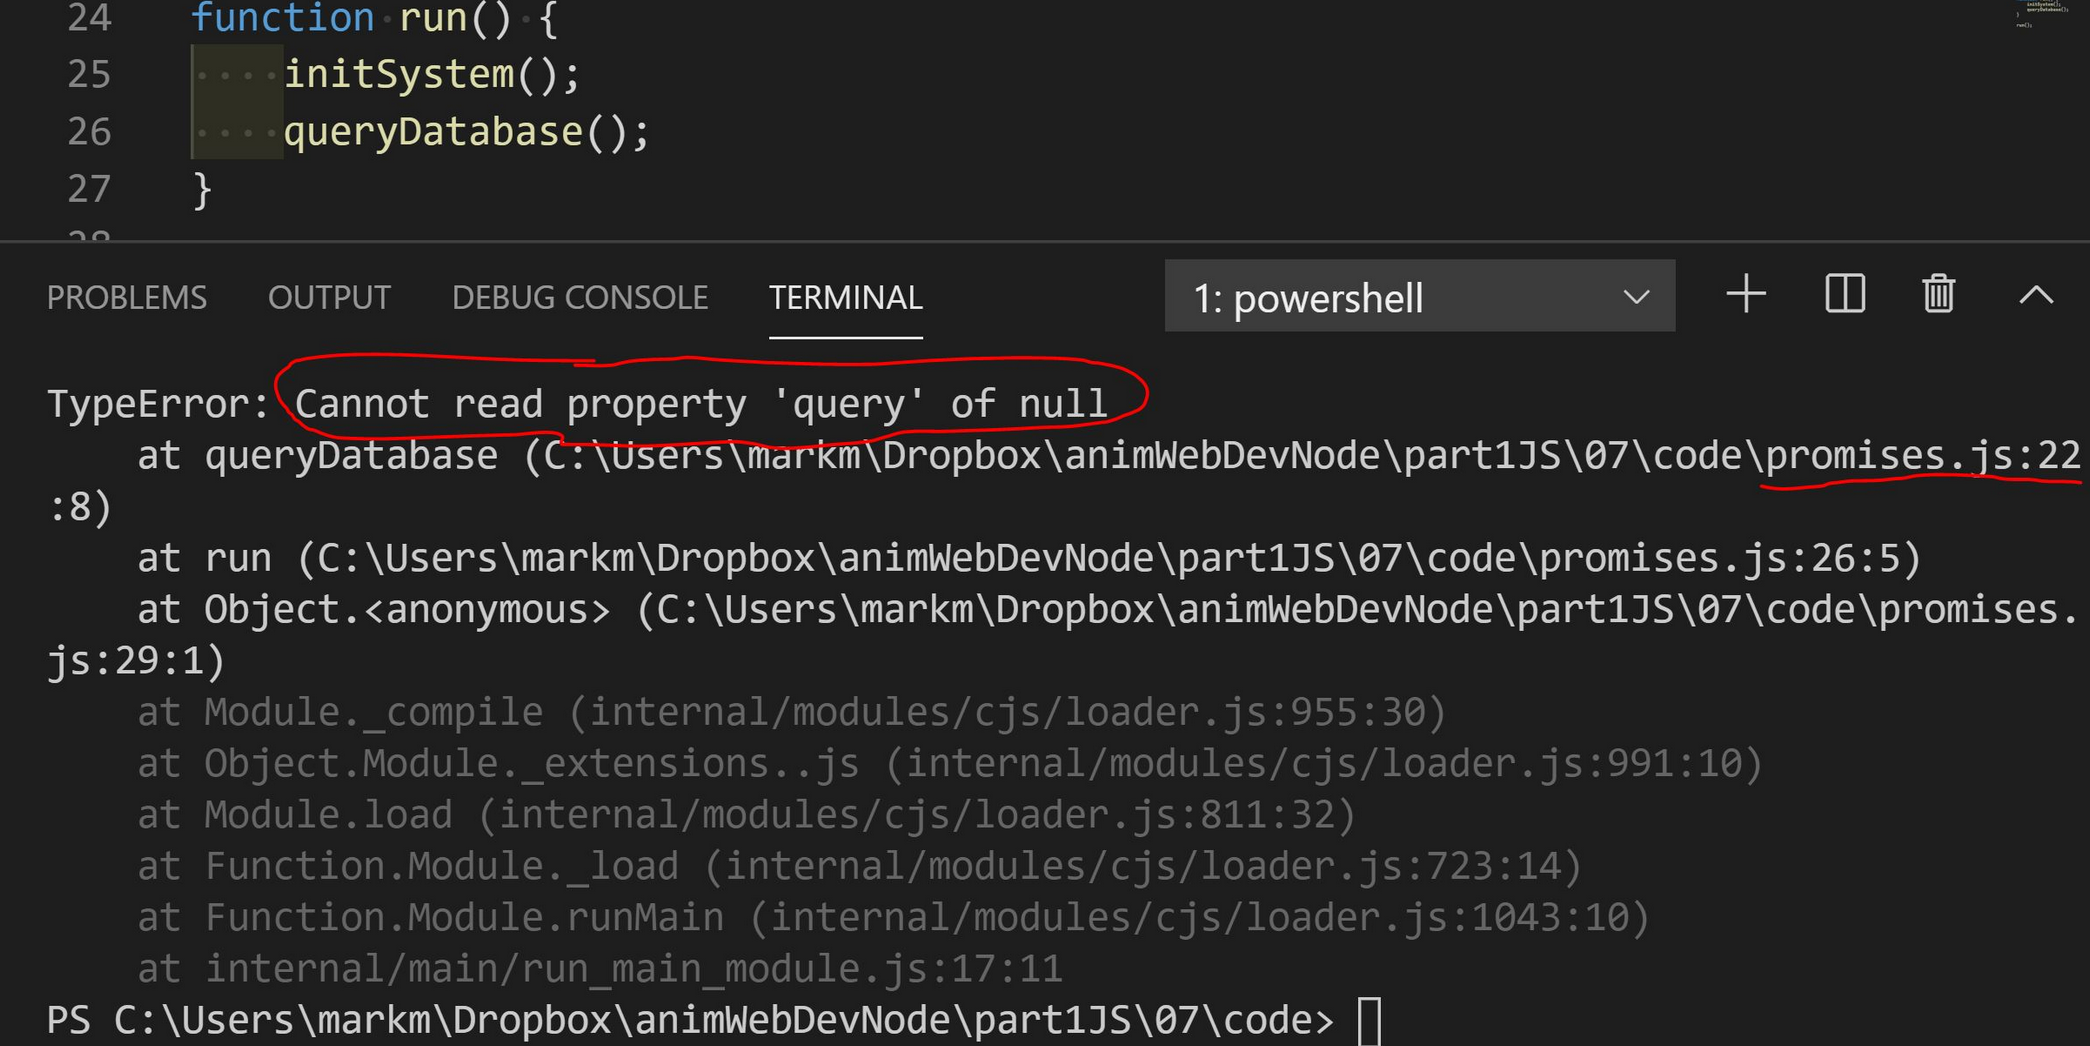 24 function run() {
25 initSystem();
26 queryDatabase();
27 }
28
PROBLEMS OUTPUT DEBUG CONSOLE TERMINAL 1: powershell
TypeError: Cannot read property 'query' of null
at queryDatabase (C:\Users\markm\Dropbox\animWebDevNode\part1JS\07\code\promises.js:22
:8)
at run (C:\Users\markm\Dropbox\animWebDevNode\part1JS\07\code\promises.js:26:5)
at Object.<anonymous> (C:\Users\markm\Dropbox\animWebDevNode\part1JS\07\code\promises.
js:29:1)
at Module._compile (internal/modules/cjs/loader.js:955:30)
at Object.Module._extensions..js (internal/modules/cjs/loader.js:991:10)
at Module.load (internal/modules/cjs/loader.js:811:32)
at Function.Module._load (internal/modules/cjs/loader.js:723:14)
at Function.Module.runMain (internal/modules/cjs/loader.js:1043:10)
at internal/main/run_main_module.js:17:11
PS C:\Users\markm\Dropbox\animWebDevNode\part1JS\07\code>